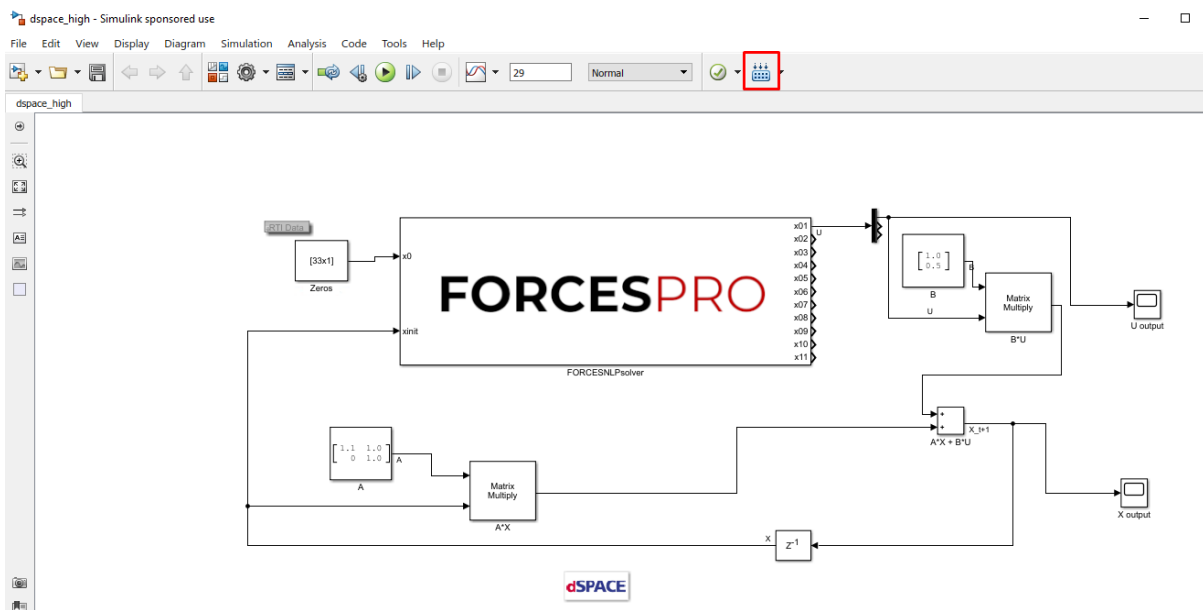 dspace_high - Simulink sponsored use
File Edit View Display Diagram Simulation Analysis Code Tools Help
29
Normal
dspace_high
RTI Data
[33x1]
Zeros
x0
xinit
FORCESPRO
x01
x02
x03
x04
x05
x06
x07
x08
x09
x10
x11
FORCESNLPsolver
U
1.0
0.5
B
B
U
Matrix
Multiply
B*U
U output
1.1 1.0
0 1.0
A
A
Matrix
Multiply
A*X
+
+
X_t+1
A*X + B*U
X output
X
Z-1
dSPACE